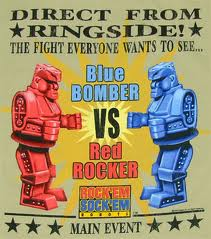 DIRECT FROM
★RINGSIDE!★
THE FIGHT EVERYONE WANTS TO SEE...
Blue
BOMBER
VS
Red
ROCKER
ROCK'EM
SOCK'EM
ROBOTS
MAIN EVENT